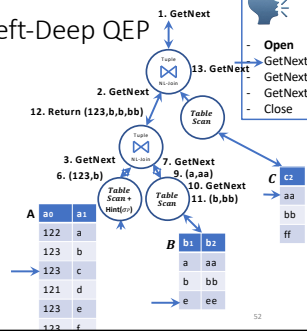 eft-Deep QEP
1. GetNext
Open
GetNext
GetNext
GetNext
Close
Tuple
NL-Join
13. GetNext
2. GetNext
12. Return (123,b,b,bb)
Table
Scan
Tuple
NL-Join
3. GetNext
6. (123,b)
7. GetNext
9. (a,aa)
10. GetNext
11. (b,bb)
Table
Scan +
Table
Scan
C
c2
aa
bb
ff
A
a0 a1
122 a
123 b
123 c
121 d
123 e
123 f
B
b1 b2
a aa
b bb
e ee
52